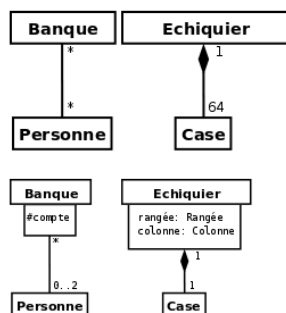 Banque Echiquier
* 1
* 64
Personne Case
Banque Echiquier
#compte rangée: Rangée
colonne: Colonne
* 1
0..2 1
Personne Case